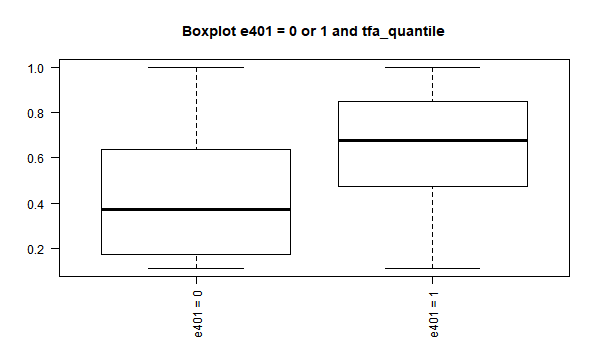 Boxplot e401 = 0 or 1 and tfa_quantile
1.0
0.8
0.6
0.4
0.2
e401 = 0
e401 = 1